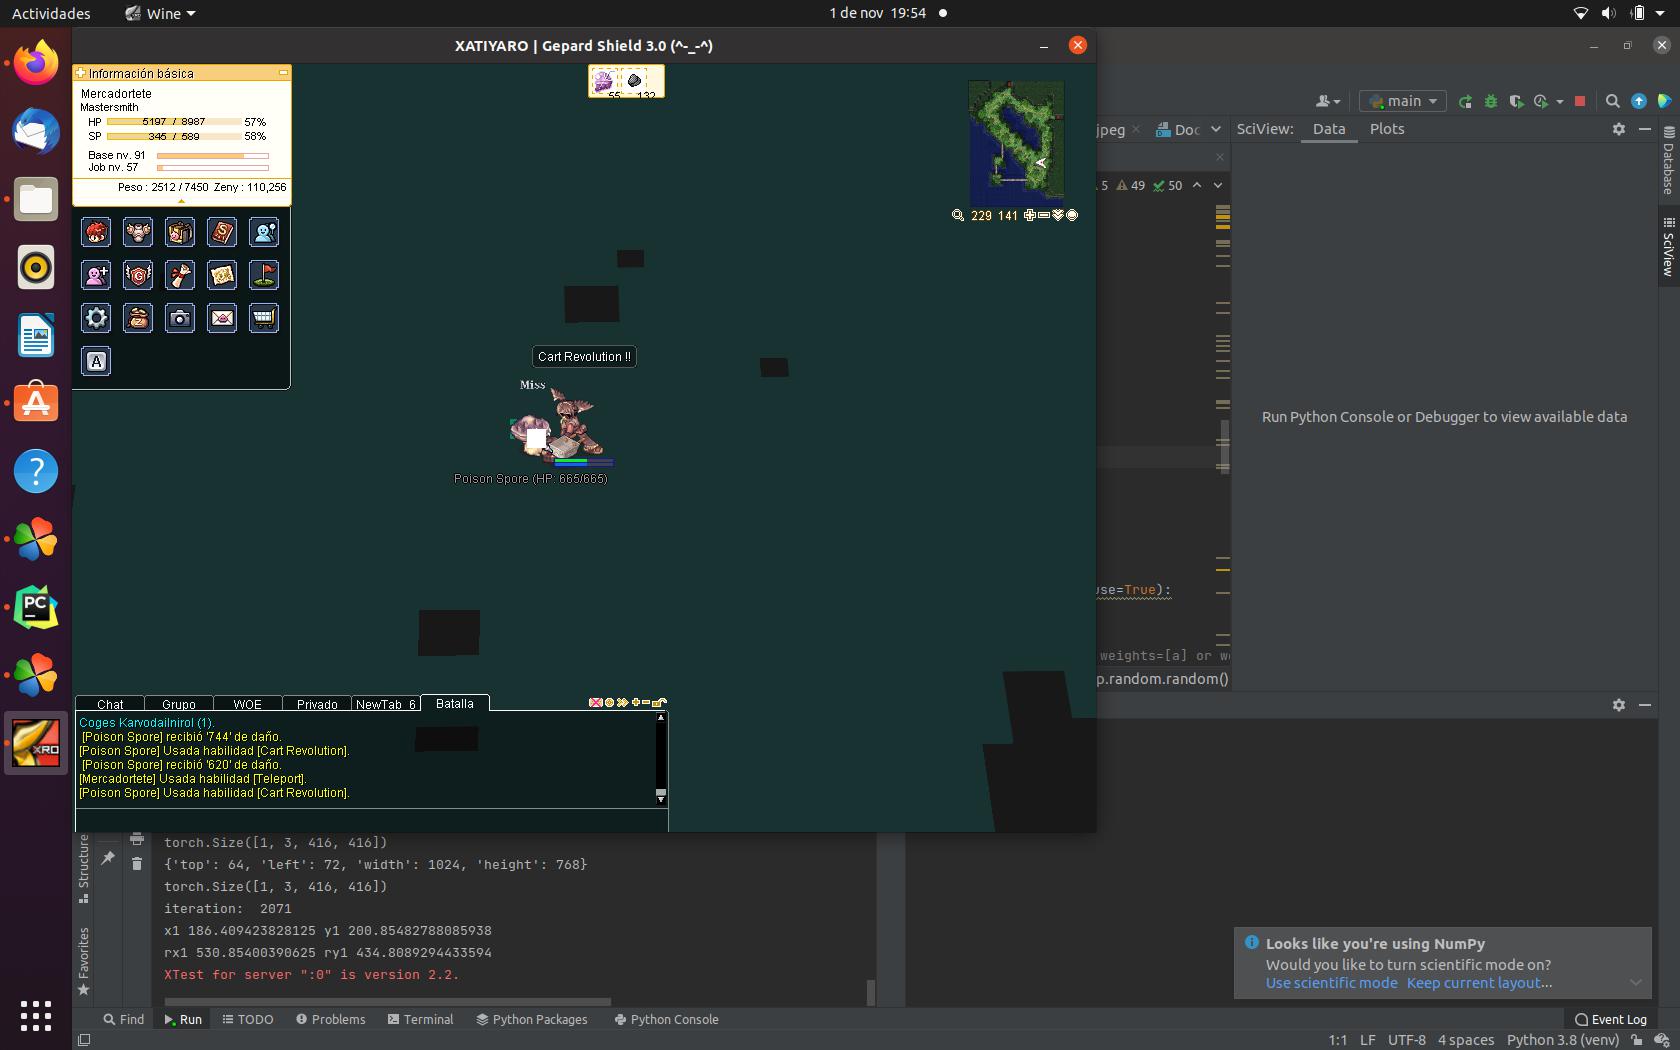 Actividades
Wine
1 de nov 19:54
XATIYARO | Gepard Shield 3.0 (^-_-^)
Información básica
Mercadortete
Mastersmith
HP 5197 / 8987 57%
SP 345 / 589 58%
Base nv. 91
Job nv. 57
Peso : 2512 / 7450 Zeny : 110,256
55 132
229 141
Cart Revolution !!
Miss
Poison Spore (HP: 665/665)
Chat Grupo WOE Privado NewTab_6 Batalla
Coges Karvodailnirol (1).
[Poison Spore] recibió '744' de daño.
[Poison Spore] Usada habilidad [Cart Revolution].
[Poison Spore] recibió '620' de daño.
[Mercadortete] Usada habilidad [Teleport].
[Poison Spore] Usada habilidad [Cart Revolution].
main
jpeg Doc
SciView: Data Plots
5 49 50
Database
SciView
Run Python Console or Debugger to view available data
use=True):
weights=[a] or
p.random.random()
torch.Size([1, 3, 416, 416])
{'top': 64, 'left': 72, 'width': 1024, 'height': 768}
torch.Size([1, 3, 416, 416])
iteration: 2071
x1 186.409423828125 y1 200.85482788085938
rx1 530.85400390625 ry1 434.8089294433594
XTest for server ":0" is version 2.2.
Structure
Favorites
Looks like you're using NumPy
Would you like to turn scientific mode on?
Use scientific mode Keep current layout...
Find Run TODO Problems Terminal Python Packages Python Console
Event Log
1:1 LF UTF-8 4 spaces Python 3.8 (venv)
PC
XRO